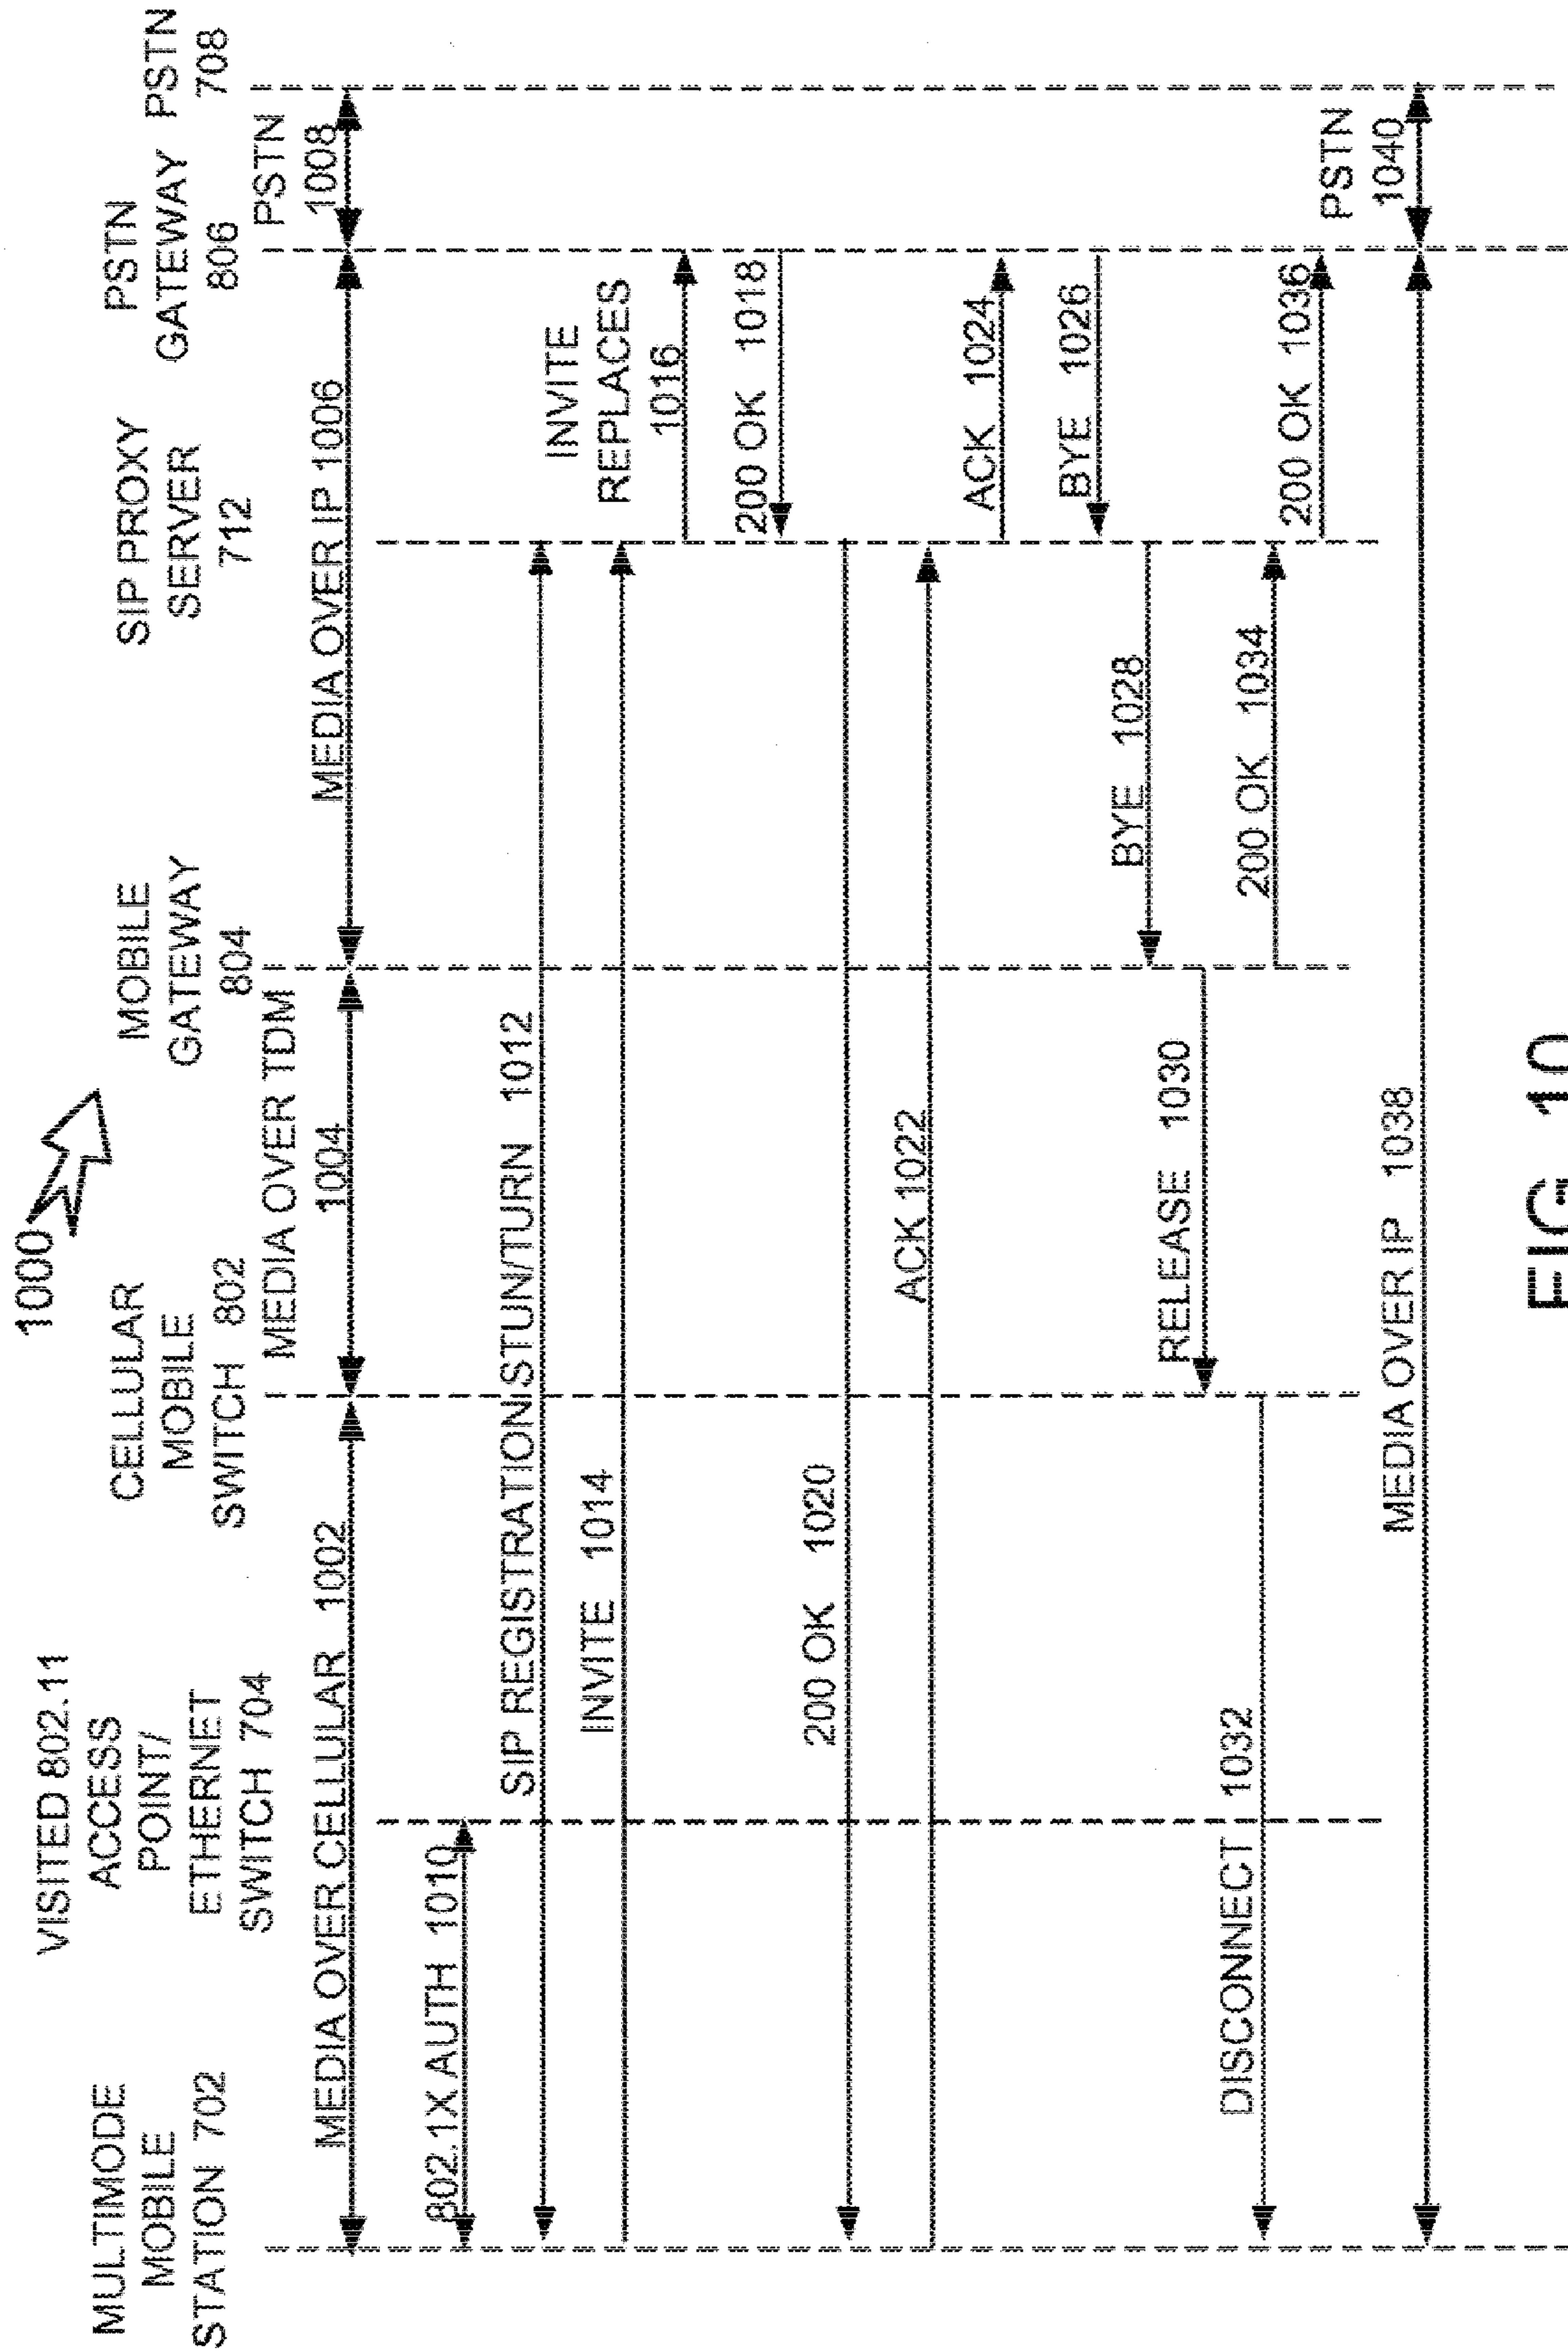 1000
MULTIMODE
MOBILE
STATION 702
VISITED 802.11
ACCESS
POINT/
ETHERNET
SWITCH 704
CELLULAR
MOBILE
SWITCH 802
MOBILE
GATEWAY
804
SIP PROXY
SERVER
712
PSTN
GATEWAY
806
PSTN
708
MEDIA OVER CELLULAR 1002
MEDIA OVER TDM
1004
MEDIA OVER IP 1006
PSTN
1008
802.1X AUTH 1010
SIP REGISTRATION STUN/TURN 1012
INVITE 1014
INVITE
REPLACES
1016
200 OK 1018
200 OK 1020
ACK 1022
ACK 1024
BYE 1026
BYE 1028
RELEASE 1030
DISCONNECT 1032
200 OK 1034
200 OK 1036
MEDIA OVER IP 1038
PSTN
1040
FIG. 10